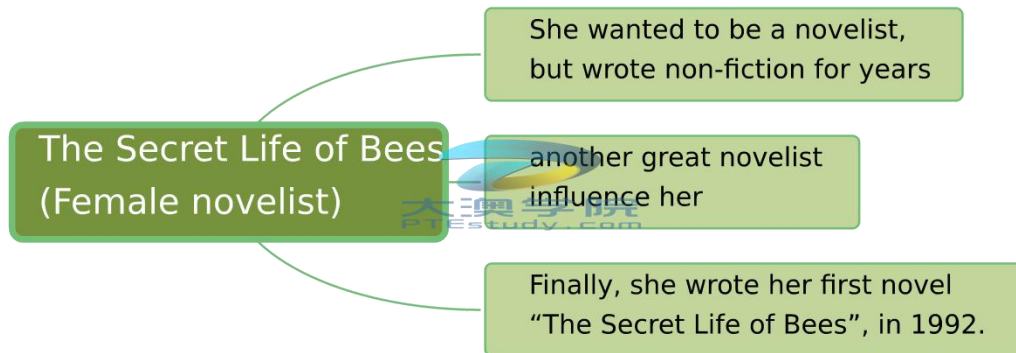 She wanted to be a novelist,
but wrote non-fiction for years
The Secret Life of Bees
(Female novelist)
another great novelist
influence her
大澳学院
PTEstudy.com
Finally, she wrote her first novel
“The Secret Life of Bees”, in 1992.